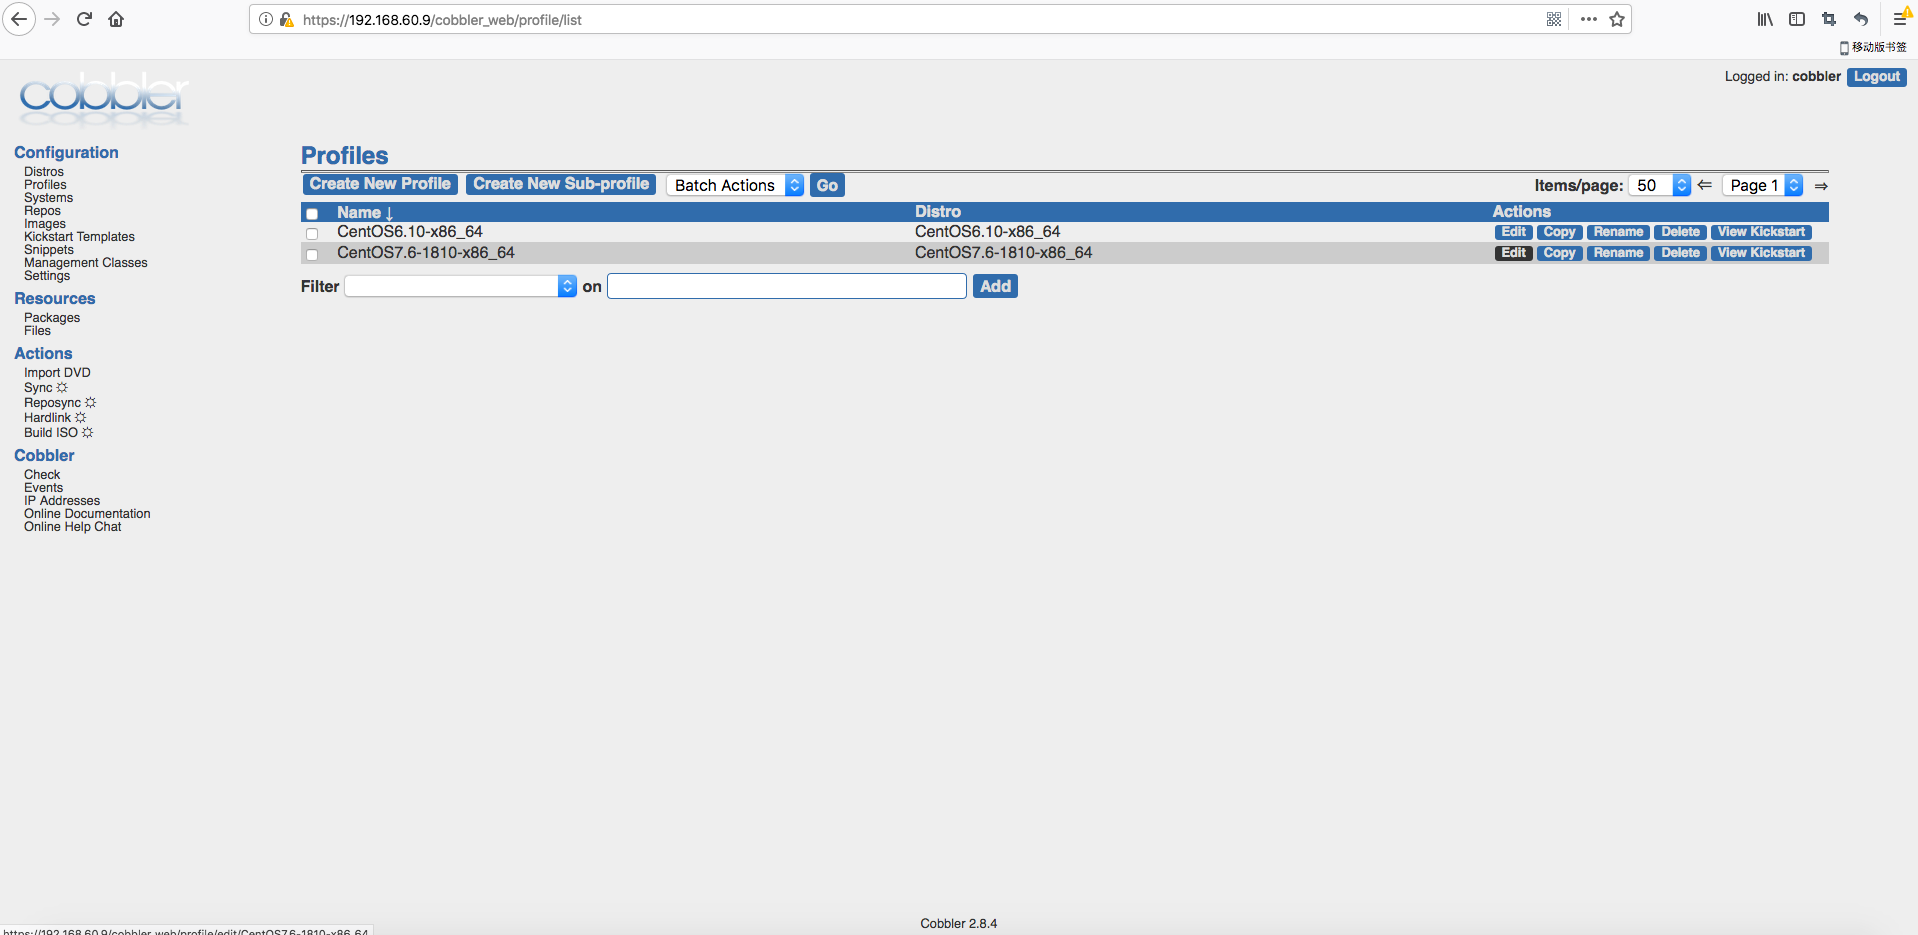 https://192.168.60.9/cobbler_web/profile/list
移动版书签
cobbler
Logged in: cobbler Logout
Configuration
Distros
Profiles
Systems
Repos
Images
Kickstart Templates
Snippets
Management Classes
Settings
Resources
Packages
Files
Actions
Import DVD
Sync
Reposync
Hardlink
Build ISO
Cobbler
Check
Events
IP Addresses
Online Documentation
Online Help Chat
Profiles
Create New Profile Create New Sub-profile Batch Actions Go Items/page: 50 ⇐ Page 1 ⇒
Name ↓ Distro Actions
CentOS6.10-x86_64 CentOS6.10-x86_64 Edit Copy Rename Delete View Kickstart
CentOS7.6-1810-x86_64 CentOS7.6-1810-x86_64 Edit Copy Rename Delete View Kickstart
Filter on Add
Cobbler 2.8.4
https://192.168.60.9/cobbler_web/profile/edit/CentOS7.6-1810-x86_64